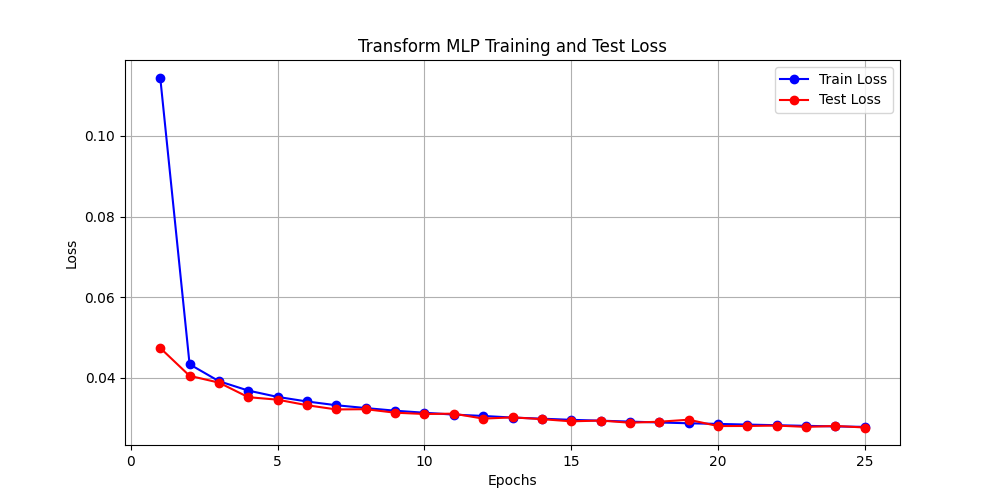 Transform MLP Training and Test Loss
Train Loss
Test Loss
0.10
0.08
0.06
0.04
Loss
0 5 10 15 20 25
Epochs